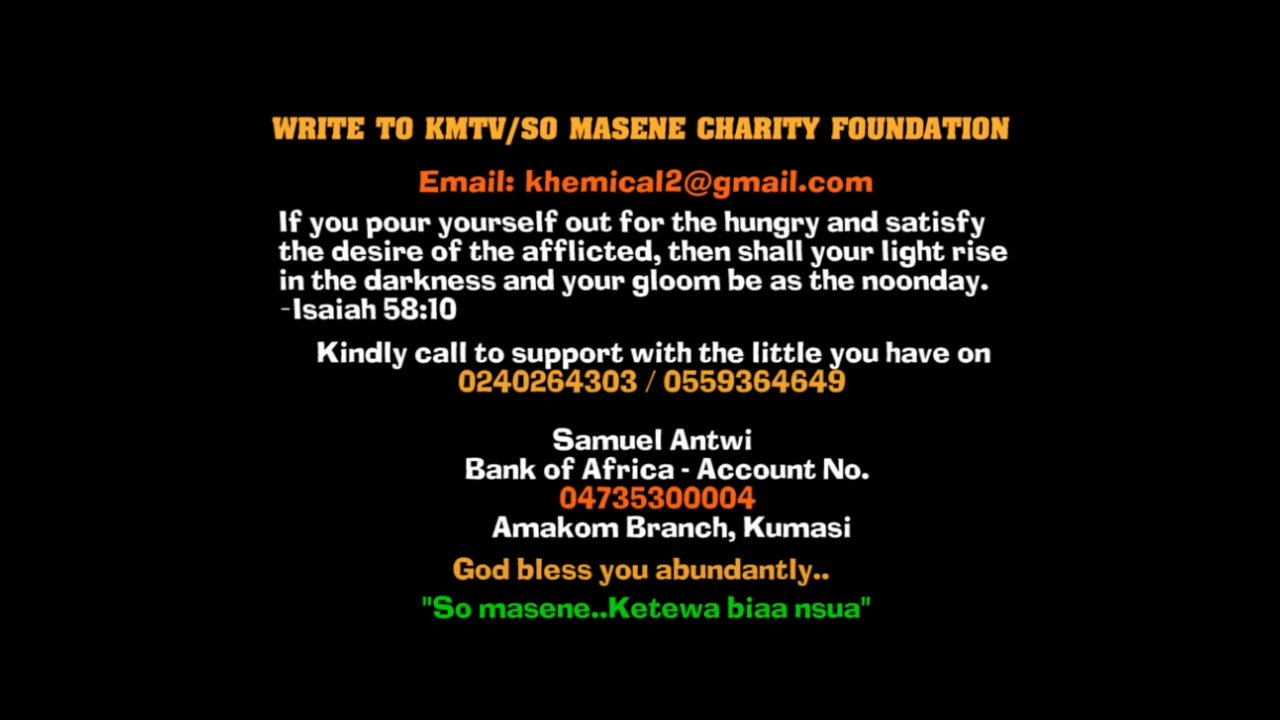 WRITE TO KMTV/SO MASENE CHARITY FOUNDATION
Email: khemical2@gmail.com
If you pour yourself out for the hungry and satisfy
the desire of the afflicted, then shall your light rise
in the darkness and your gloom be as the noonday.
-Isaiah 58:10
Kindly call to support with the little you have on
0240264303 / 0559364649
Samuel Antwi
Bank of Africa - Account No.
04735300004
Amakom Branch, Kumasi
God bless you abundantly..
"So masene..Ketewa biaa nsua"